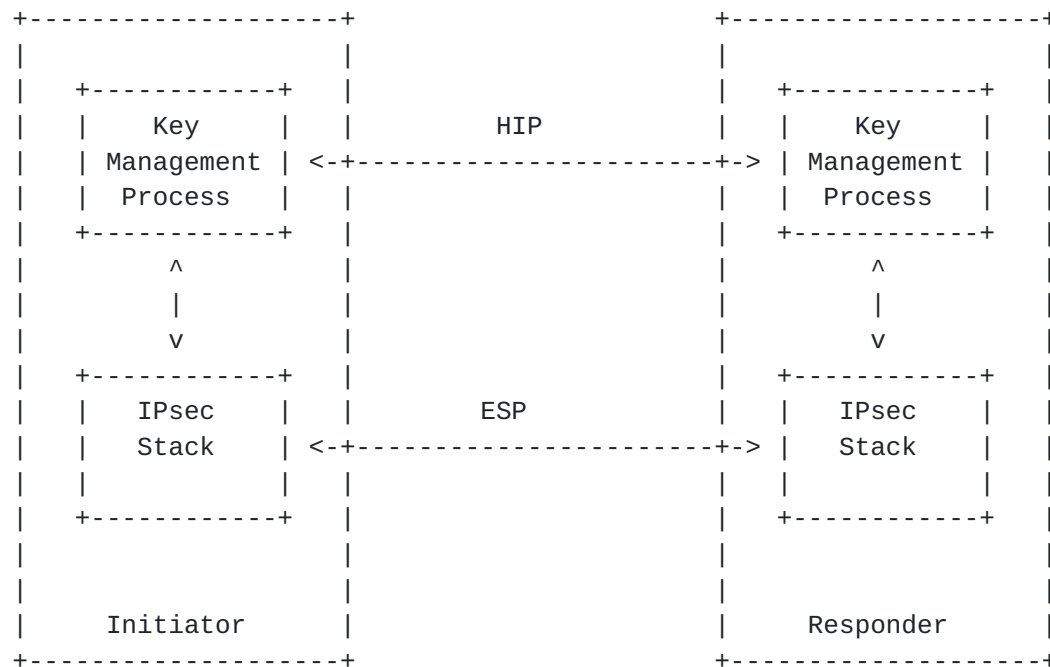 Key HIP Key
Management Management
Process Process
IPsec ESP IPsec
Stack Stack
Initiator Responder